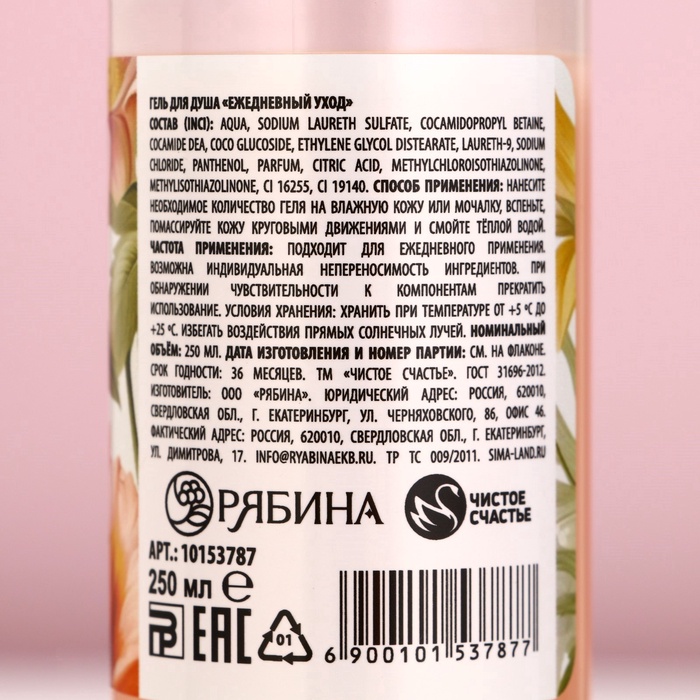 ГЕЛЬ ДЛЯ ДУША «ЕЖЕДНЕВНЫЙ УХОД»
СОСТАВ (INCI): AQUA, SODIUM LAURETH SULFATE, COCAMIDOPROPYL BETAINE,
COCAMIDE DEA, COCO GLUCOSIDE, ETHYLENE GLYCOL DISTEARATE, LAURETH-9, SODIUM
CHLORIDE, PANTHENOL, PARFUM, CITRIC ACID, METHYLCHLOROISOTHIAZOLINONE,
METHYLISOTHIAZOLINONE, CI 16255, CI 19140. СПОСОБ ПРИМЕНЕНИЯ: НАНЕСИТЕ
НЕОБХОДИМОЕ КОЛИЧЕСТВО ГЕЛЯ НА ВЛАЖНУЮ КОЖУ ИЛИ МОЧАЛКУ, ВСПЕНЬТЕ,
ПОМАССИРУЙТЕ КОЖУ КРУГОВЫМИ ДВИЖЕНИЯМИ И СМОЙТЕ ТЁПЛОЙ ВОДОЙ.
ЧАСТОТА ПРИМЕНЕНИЯ: ПОДХОДИТ ДЛЯ ЕЖЕДНЕВНОГО ПРИМЕНЕНИЯ.
ВОЗМОЖНА ИНДИВИДУАЛЬНАЯ НЕПЕРЕНОСИМОСТЬ ИНГРЕДИЕНТОВ. ПРИ
ОБНАРУЖЕНИИ ЧУВСТВИТЕЛЬНОСТИ К КОМПОНЕНТАМ ПРЕКРАТИТЬ
ИСПОЛЬЗОВАНИЕ. УСЛОВИЯ ХРАНЕНИЯ: ХРАНИТЬ ПРИ ТЕМПЕРАТУРЕ ОТ +5 °C ДО
+25 °C. ИЗБЕГАТЬ ВОЗДЕЙСТВИЯ ПРЯМЫХ СОЛНЕЧНЫХ ЛУЧЕЙ. НОМИНАЛЬНЫЙ
ОБЪЁМ: 250 МЛ. ДАТА ИЗГОТОВЛЕНИЯ И НОМЕР ПАРТИИ: СМ. НА ФЛАКОНЕ.
СРОК ГОДНОСТИ: 36 МЕСЯЦЕВ. ТМ «ЧИСТОЕ СЧАСТЬЕ». ГОСТ 31696-2012.
ИЗГОТОВИТЕЛЬ: ООО «РЯБИНА». ЮРИДИЧЕСКИЙ АДРЕС: РОССИЯ, 620010,
СВЕРДЛОВСКАЯ ОБЛ., Г. ЕКАТЕРИНБУРГ, УЛ. ЧЕРНЯХОВСКОГО, 86, ОФИС 46.
ФАКТИЧЕСКИЙ АДРЕС: РОССИЯ, 620010, СВЕРДЛОВСКАЯ ОБЛ., Г. ЕКАТЕРИНБУРГ,
УЛ. ДИМИТРОВА, 17. INFO@RYABINAEKB.RU. ТР ТС 009/2011. SIMA-LAND.RU
РЯБИНА
ЧИСТОЕ
СЧАСТЬЕ
АРТ.: 10153787
250 МЛ ℮
РВ EAC 01
6 900101 537877